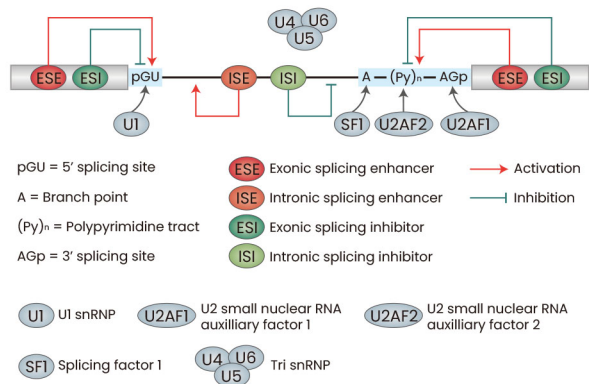 U4 U6
U5
ESE ESI pGU ISE ISI A – (Py)n – AGp ESE ESI
U1 SF1 U2AF2 U2AF1
pGU = 5’ splicing site
ESE Exonic splicing enhancer
Activation
A = Branch point
ISE Intronic splicing enhancer
Inhibition
(Py)n = Polypyrimidine tract
ESI Exonic splicing inhibitor
AGp = 3’ splicing site
ISI Intronic splicing inhibitor
U1 U1 snRNP
U2AF1 U2 small nuclear RNA
auxilliary factor 1
U2AF2 U2 small nuclear RNA
auxilliary factor 2
SF1 Splicing factor 1
U4 U6
U5
Tri snRNP